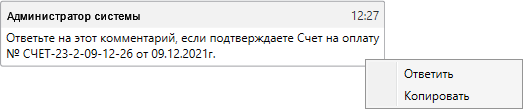 Администратор системы 12:27
Ответьте на этот комментарий, если подтверждаете Счет на оплату
№ СЧЕТ-23-2-09-12-26 от 09.12.2021г.
Ответить
Копировать